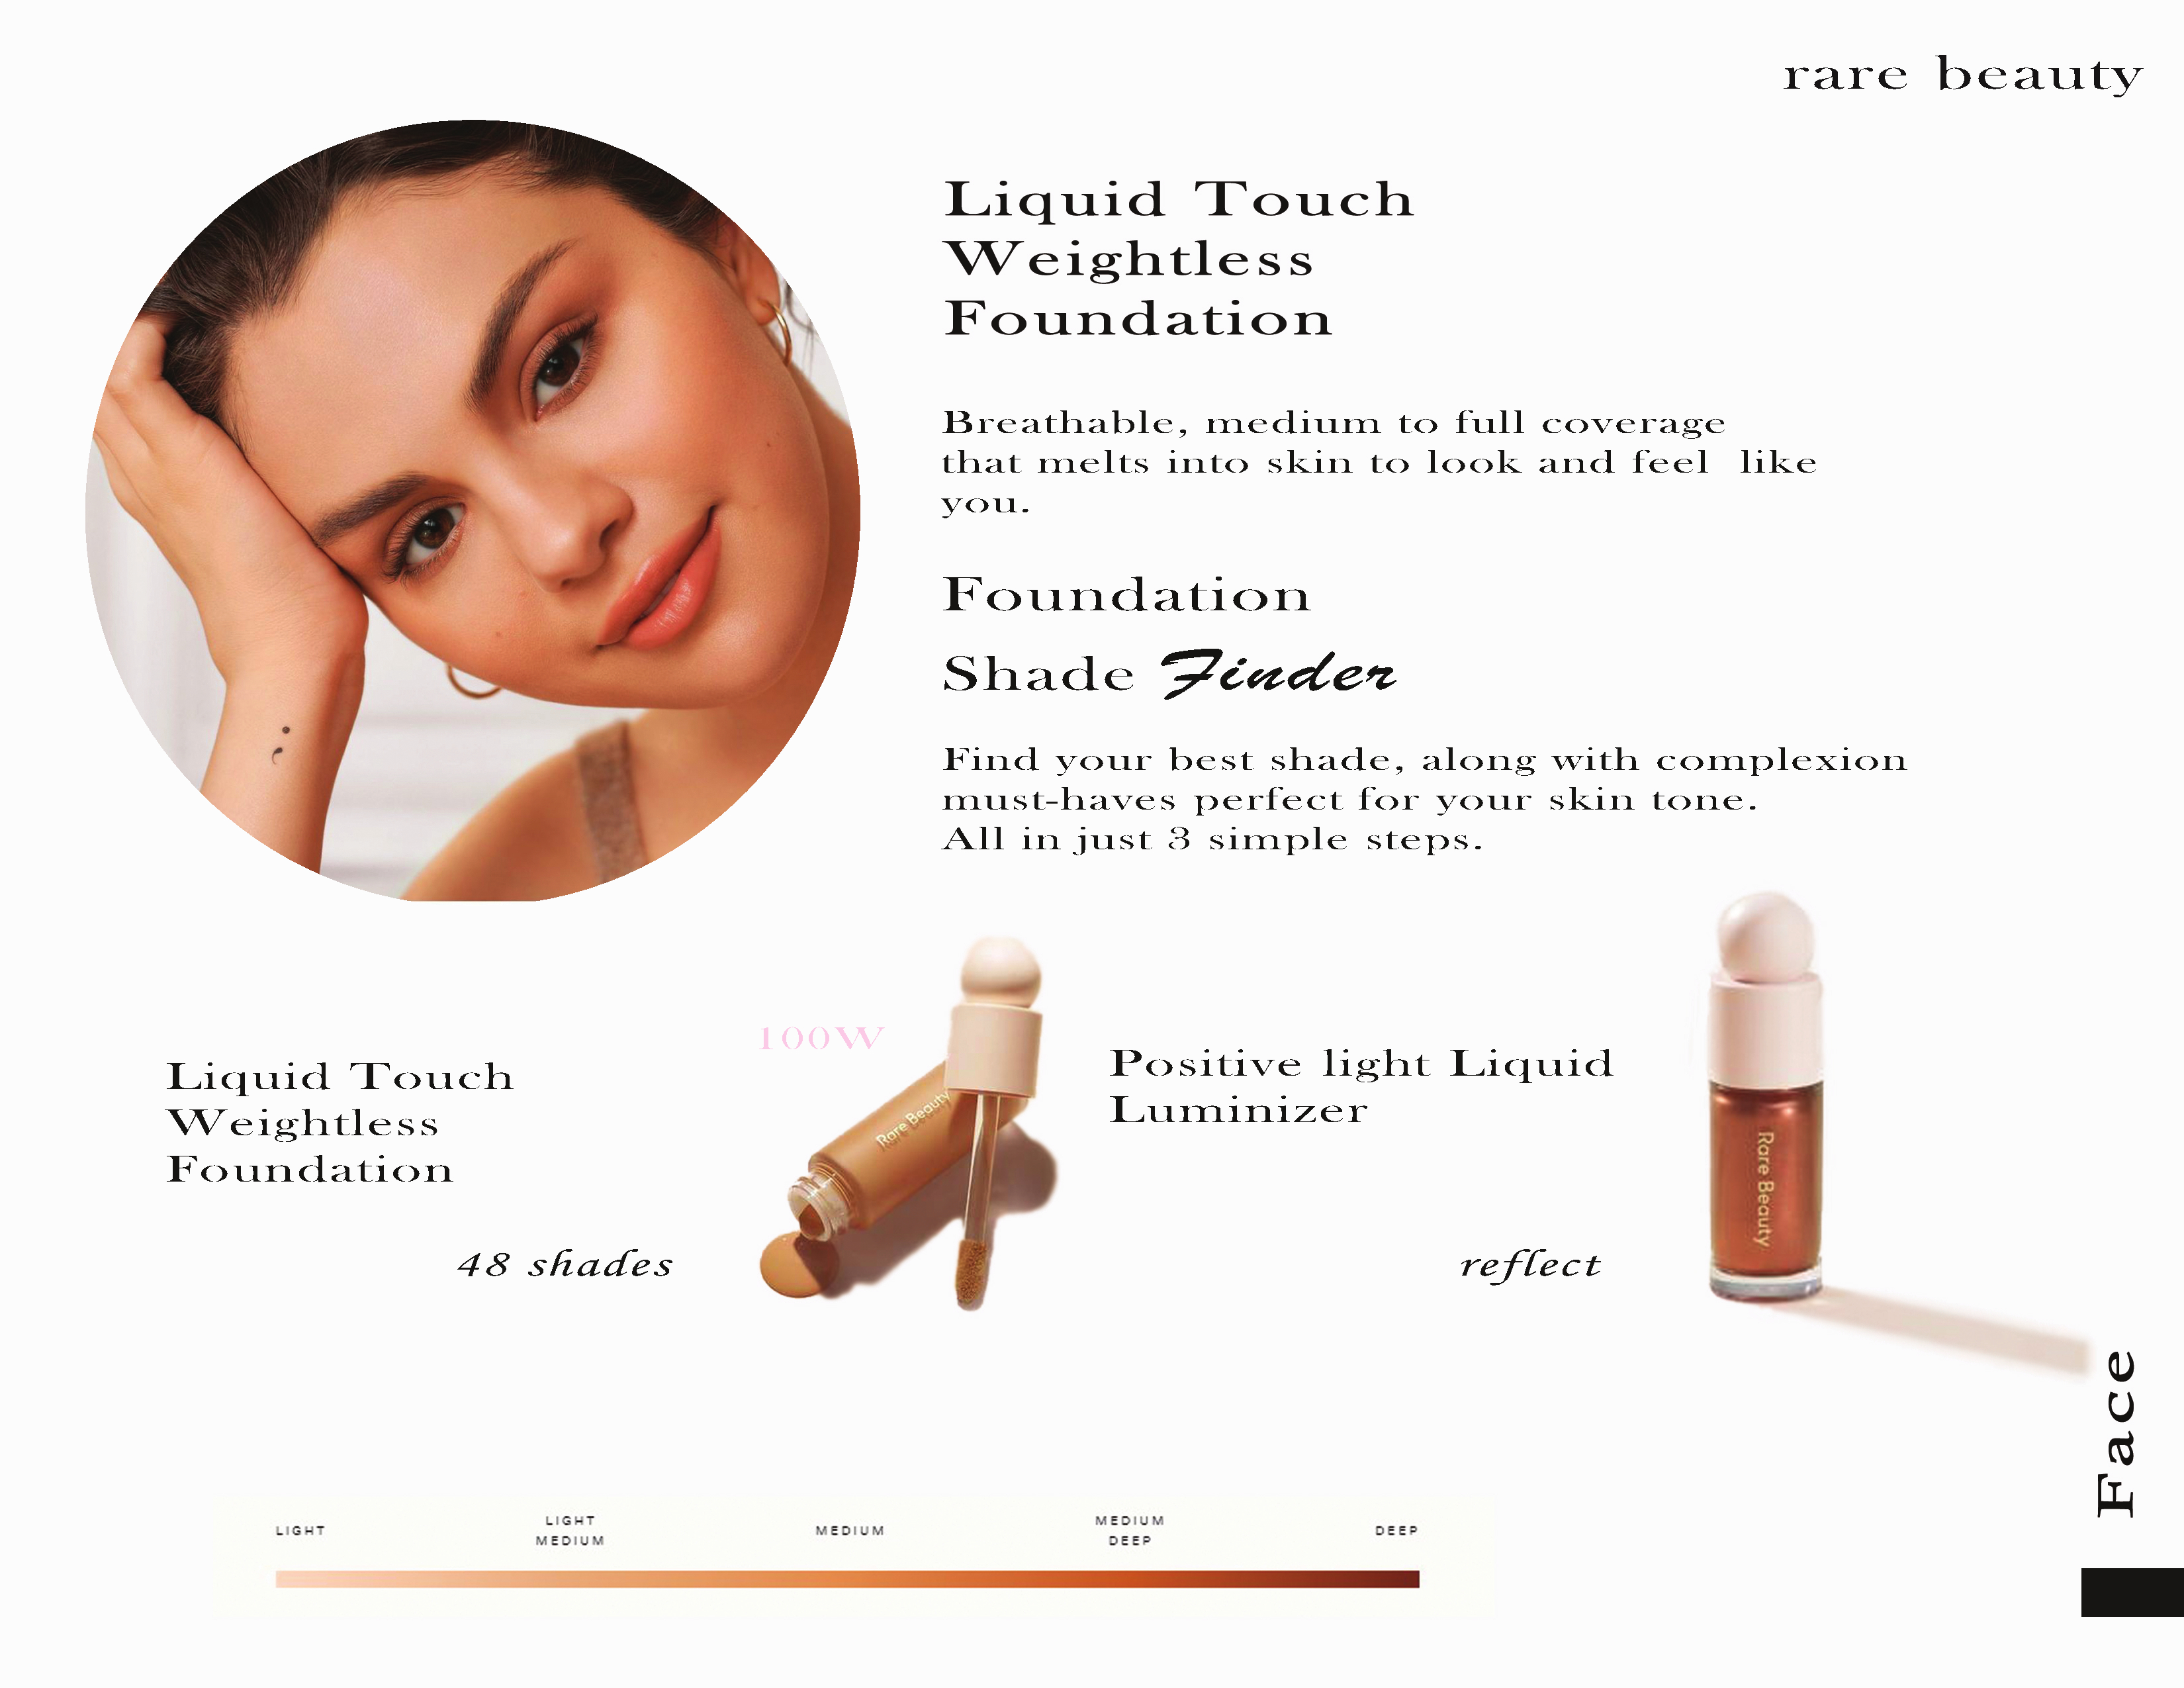 rare beauty
Liquid Touch
Weightless
Foundation
Breathable, medium to full coverage
that melts into skin to look and feel like
you.
Foundation
Shade Finder
Find your best shade, along with complexion
must-haves perfect for your skin tone.
All in just 3 simple steps.
Liquid Touch
Weightless
Foundation
48 shades
100W
Rare Beauty
Positive light Liquid
Luminizer
reflect
Rare Beauty
Face
LIGHT
LIGHT
MEDIUM
MEDIUM
MEDIUM
DEEP
DEEP